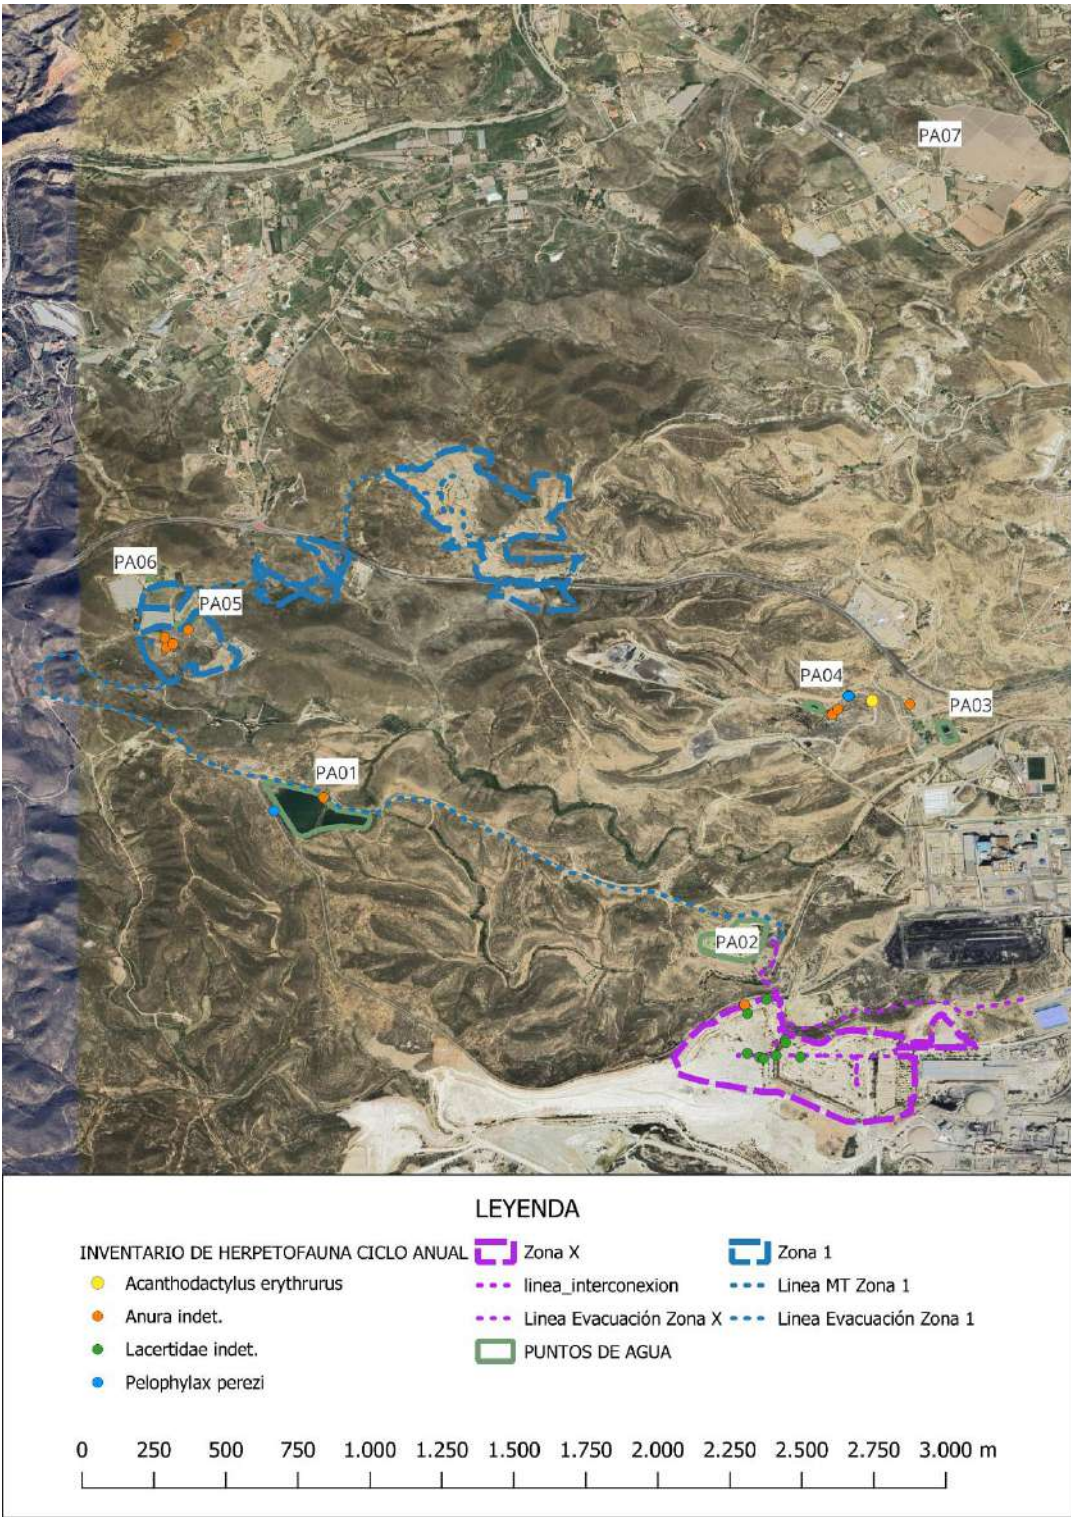 PA07
PA06
PA05
PA04
PA03
PA01
PA02
LEYENDA
INVENTARIO DE HERPETOFAUNA CICLO ANUAL
Acanthodactylus erythrurus
Anura indet.
Lacertidae indet.
Pelophylax perezi
Zona X
linea_interconexion
Linea Evacuación Zona X
PUNTOS DE AGUA
Zona 1
Linea MT Zona 1
Linea Evacuación Zona 1
0 250 500 750 1.000 1.250 1.500 1.750 2.000 2.250 2.500 2.750 3.000 m